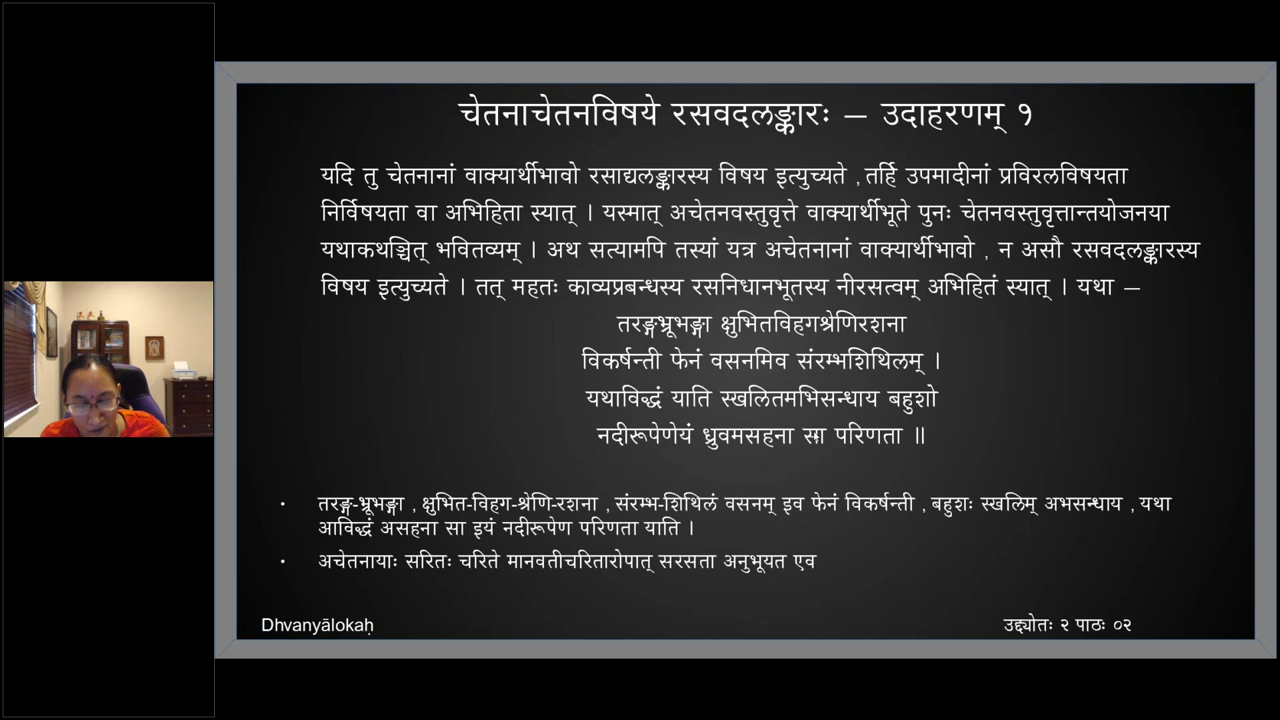 चेतनाचेतनविषये रसवदलङ्कारः – उदाहरणम् १
यदि तु चेतनानां वाक्यार्थीभावो रसाद्यलङ्कारस्य विषय इत्युच्यते , तर्हि उपमादीनां प्रविरलविषयता
निर्विषयता वा अभिहिता स्यात् । यस्मात् अचेतनवस्तुवृत्ते वाक्यार्थीभूते पुनः चेतनवस्तुवृत्तान्तयोजनया
यथाकथञ्चित् भवितव्यम् । अथ सत्यामपि तस्यां यत्र अचेतनानां वाक्यार्थीभावो , न असौ रसवदलङ्कारस्य
विषय इत्युच्यते । तत् महतः काव्यप्रबन्धस्य रसनिधानभूतस्य नीरसत्वम् अभिहितं स्यात् । यथा –
तरङ्गभ्रूभङ्गा क्षुभितविहगश्रेणिरशना
विकर्षन्ती फेनं वसनमिव संरम्भशिथिलम् ।
यथाविद्धं याति स्खलितमभिसन्धाय बहुशो
नदीरूपेणेयं ध्रुवमसहना सा परिणता ॥
• तरङ्ग-भ्रूभङ्गा , क्षुभित-विहग-श्रेणि-रशना , संरम्भ-शिथिलं वसनम् इव फेनं विकर्षन्ती , बहुशः स्खलिम् अभसन्धाय , यथा
आविद्धं असहना सा इयं नदीरूपेण परिणता याति ।
• अचेतनायाः सरितः चरिते मानवतीचरितारोपात् सरसता अनुभूयत एव
Dhvanyālokaḥ
उद्द्योतः २ पाठः ०२